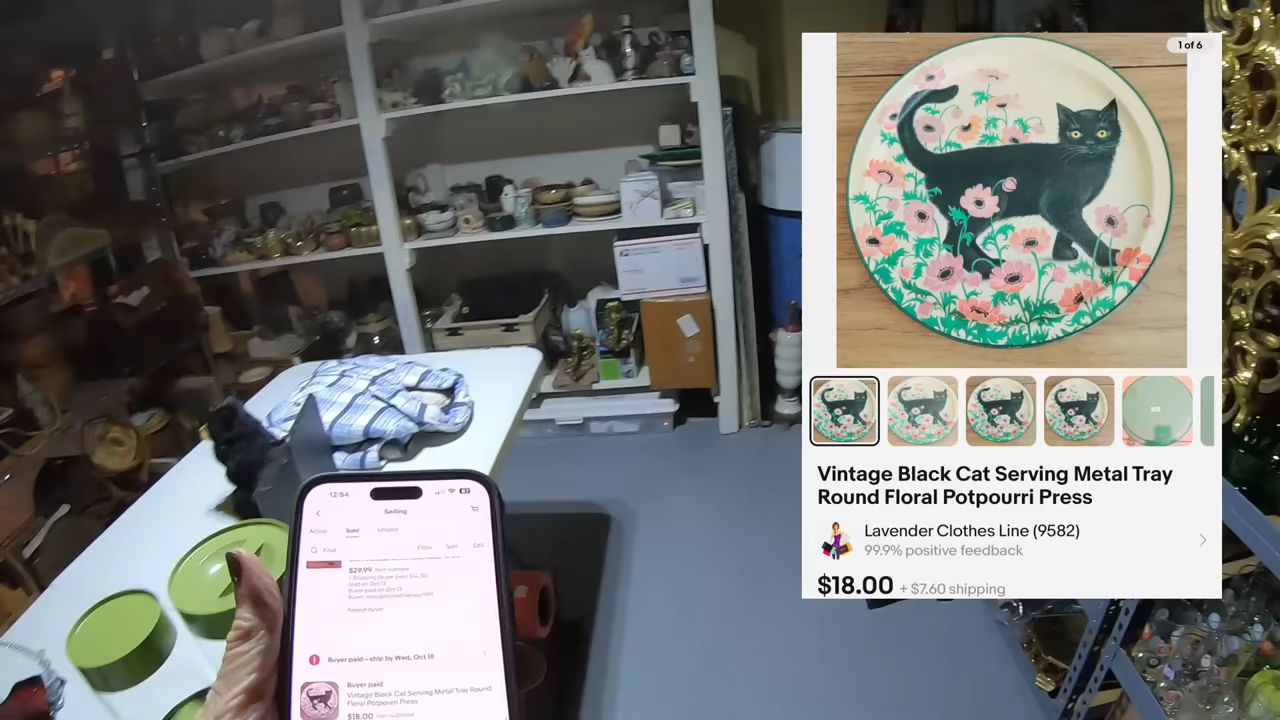 12:54
Selling
Active Sold Unsold
Find
Filter Sort Edit
$29.99
Sold on Oct 13
Buyer paid on Oct 13
Repeat buyer
Buyer paid—ship by Wed, Oct 18
Buyer paid
Vintage Black Cat Serving Metal Tray Round
Floral Potpourri Press
$18.00
1 of 6
Vintage Black Cat Serving Metal Tray
Round Floral Potpourri Press
Lavender Clothes Line (9582)
99.9% positive feedback
$18.00 + $7.60 shipping